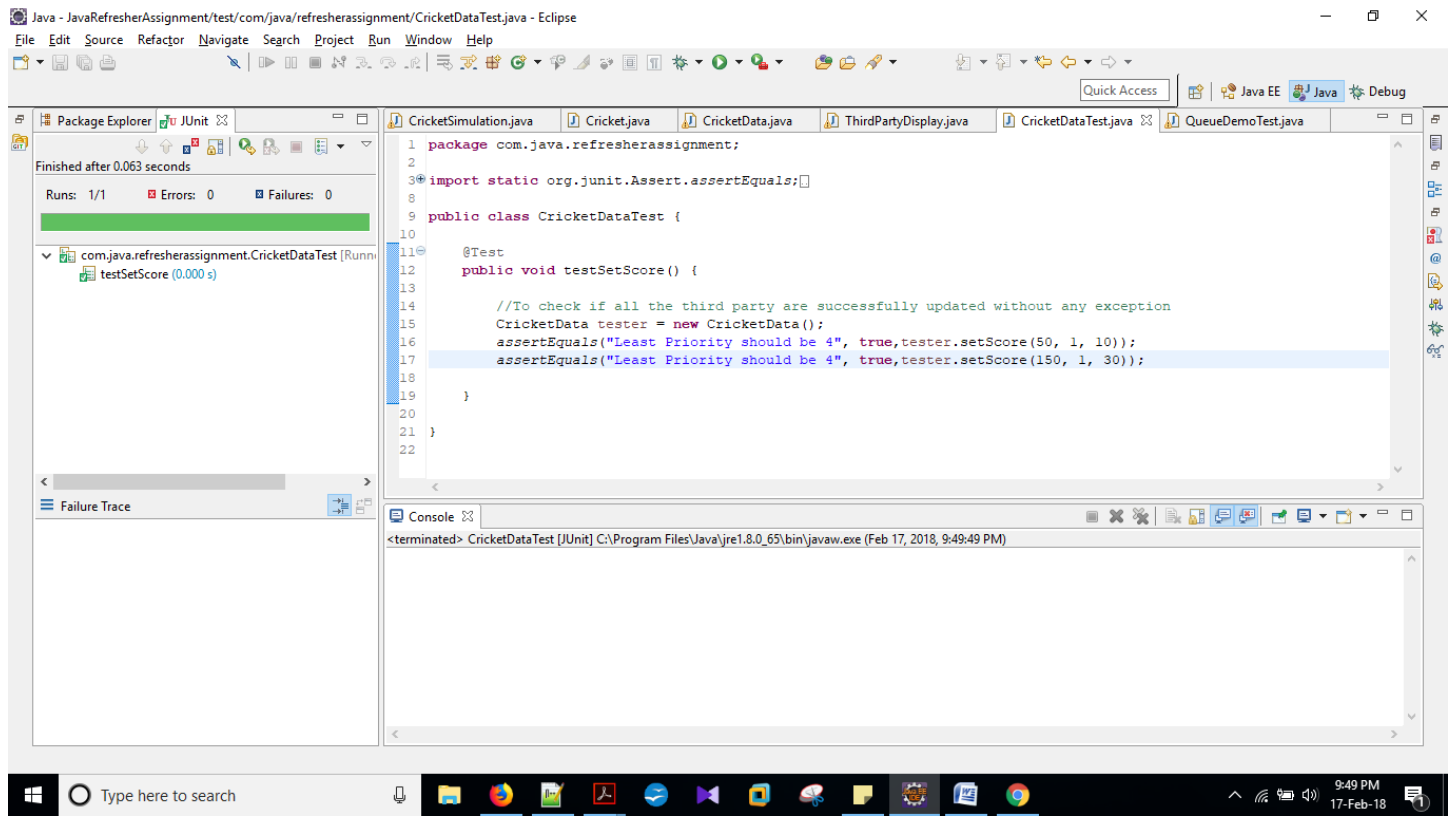 Java - JavaRefresherAssignment/test/com/java/refresherassignment/CricketDataTest.java - Eclipse
File Edit Source Refactor Navigate Search Project Run Window Help
Quick Access Java EE Java Debug
Package Explorer JUnit
Finished after 0.063 seconds
Runs: 1/1 Errors: 0 Failures: 0
com.java.refresherassignment.CricketDataTest [Runn
testSetScore (0.000 s)
Failure Trace
CricketSimulation.java Cricket.java CricketData.java ThirdPartyDisplay.java CricketDataTest.java QueueDemoTest.java
1 package com.java.refresherassignment;
2
3 import static org.junit.Assert.assertEquals;
8
9 public class CricketDataTest {
10
11 @Test
12 public void testSetScore() {
13
14 //To check if all the third party are successfully updated without any exception
15 CricketData tester = new CricketData();
16 assertEquals("Least Priority should be 4", true,tester.setScore(50, 1, 10));
17 assertEquals("Least Priority should be 4", true,tester.setScore(150, 1, 30));
18
19 }
20
21 }
22
Console
<terminated> CricketDataTest [JUnit] C:\Program Files\Java\jre1.8.0_65\bin\javaw.exe (Feb 17, 2018, 9:49:49 PM)
Type here to search
9:49 PM
17-Feb-18